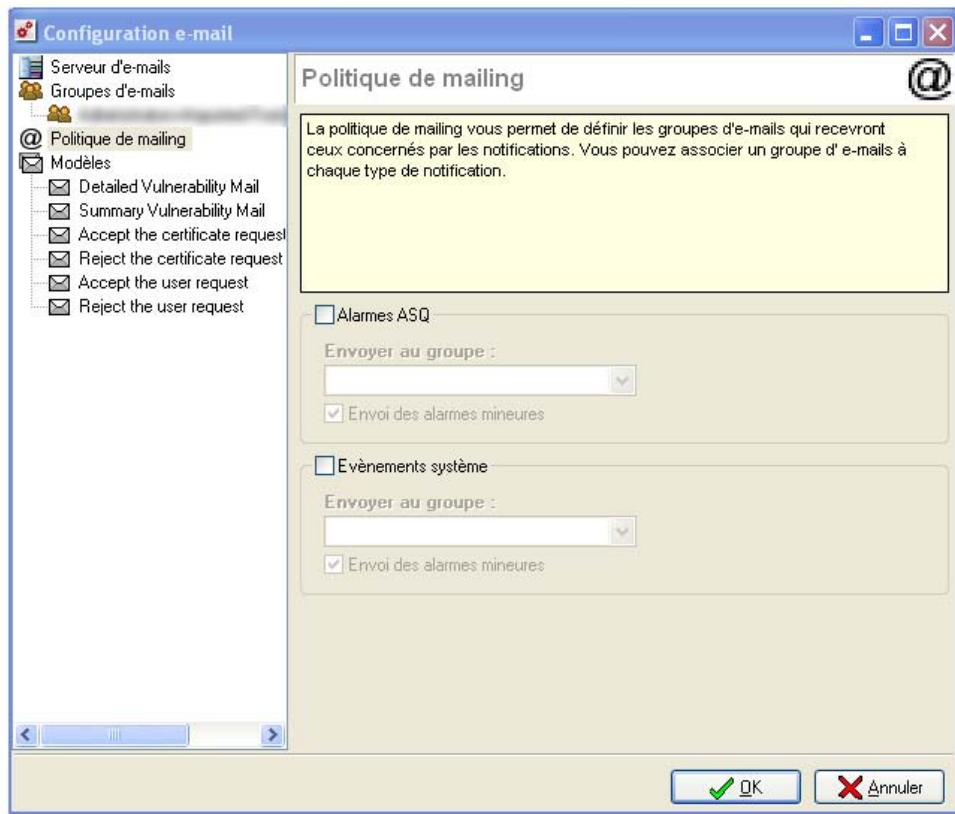 Configuration e-mail
Serveur d'e-mails
Groupes d'e-mails
Politique de mailing
Modèles
Detailed Vulnerability Mail
Summary Vulnerability Mail
Accept the certificate request
Reject the certificate request
Accept the user request
Reject the user request
Politique de mailing
@
La politique de mailing vous permet de définir les groupes d'e-mails qui recevront
ceux concernés par les notifications. Vous pouvez associer un groupe d' e-mails à
chaque type de notification.
Alarmes ASQ
Envoyer au groupe :
Envoi des alarmes mineures
Evènements système
Envoyer au groupe :
Envoi des alarmes mineures
OK
Annuler